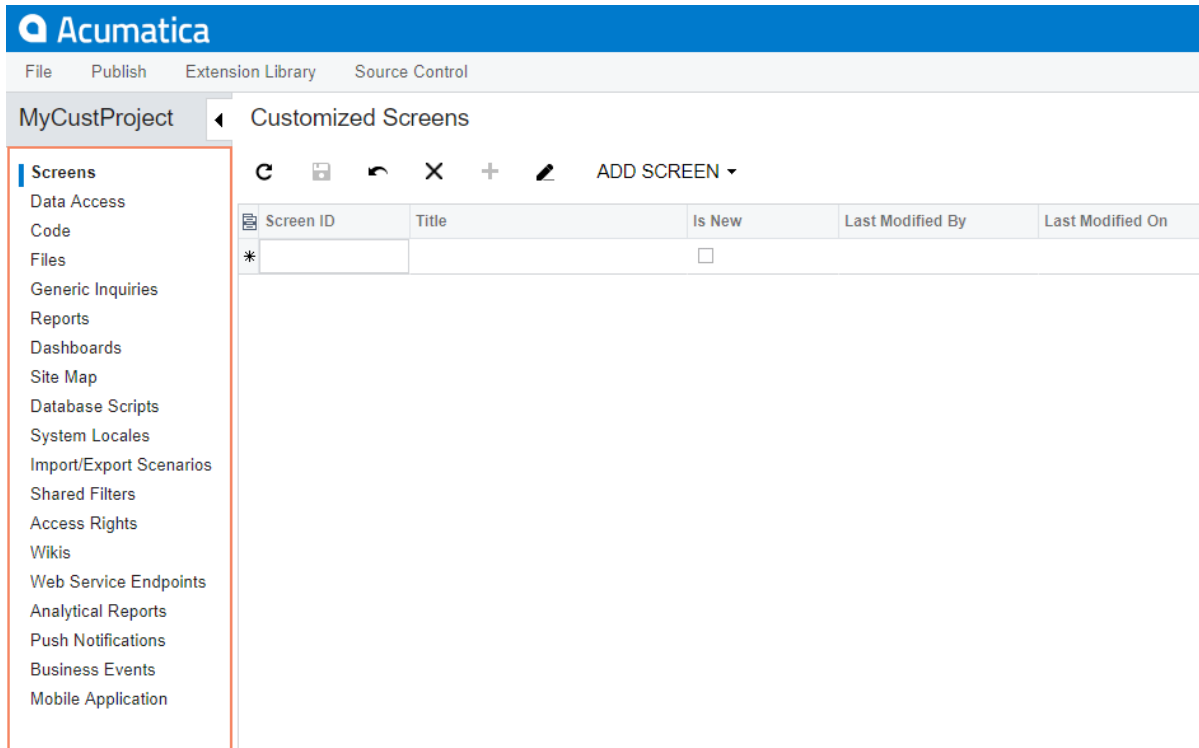 Acumatica
File Publish Extension Library Source Control
MyCustProject
Customized Screens
Screens
Data Access
Code
Files
Generic Inquiries
Reports
Dashboards
Site Map
Database Scripts
System Locales
Import/Export Scenarios
Shared Filters
Access Rights
Wikis
Web Service Endpoints
Analytical Reports
Push Notifications
Business Events
Mobile Application
ADD SCREEN
Screen ID Title Is New Last Modified By Last Modified On